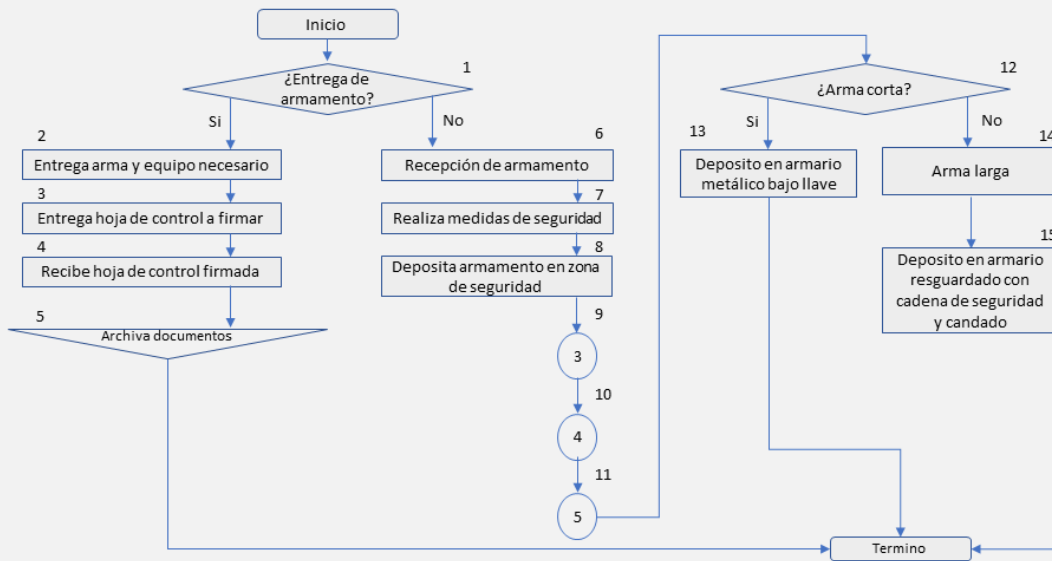 Inicio
1
¿Entrega de
armamento?
Si
No
2
Entrega arma y equipo necesario
3
Entrega hoja de control a firmar
4
Recibe hoja de control firmada
5
Archiva documentos
6
Recepción de armamento
7
Realiza medidas de seguridad
8
Deposita armamento en zona
de seguridad
9
3
10
4
11
5
12
¿Arma corta?
Si
No
13
Deposito en armario
metálico bajo llave
14
Arma larga
15
Deposito en armario
resguardado con
cadena de seguridad
y candado
Termino